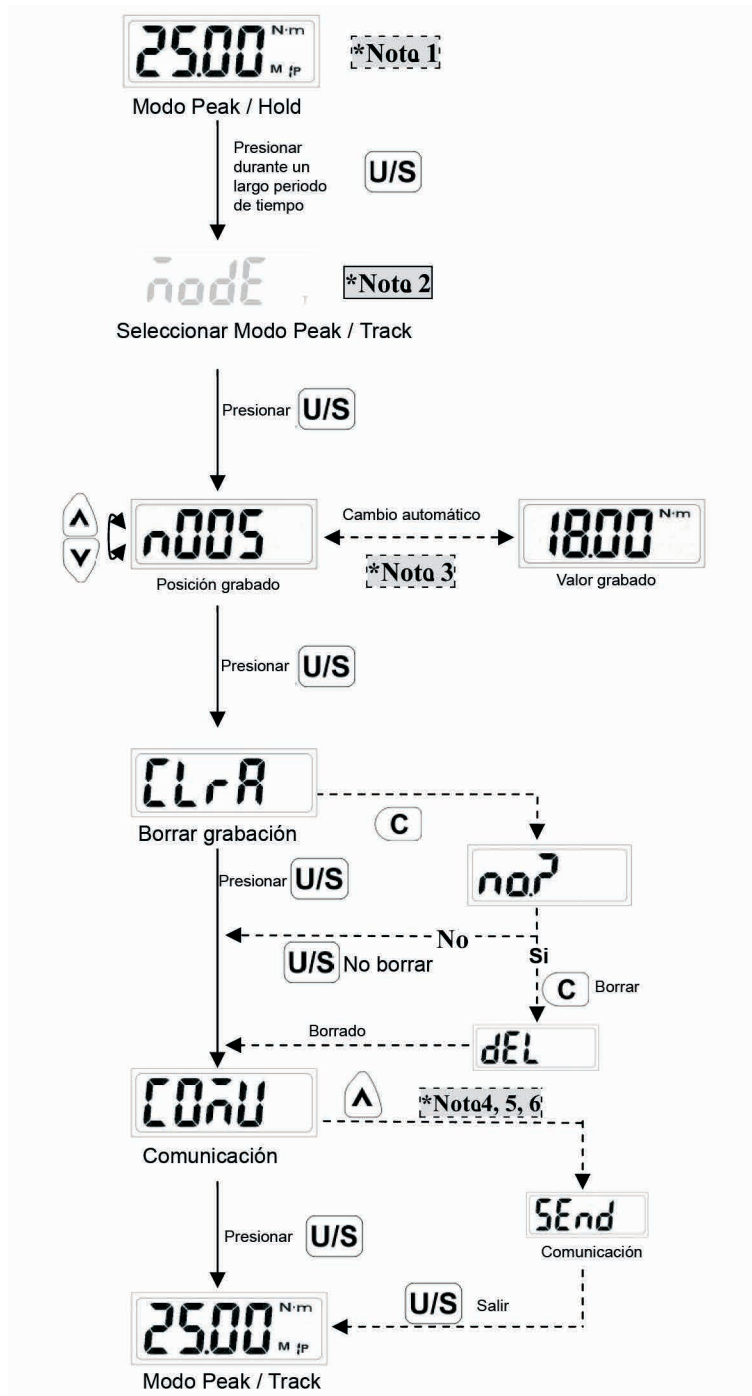 25.00 N·m M P
*Nota 1
Modo Peak / Hold
Presionar
durante un
largo periodo
de tiempo
U/S
modE T
*Nota 2
Seleccionar Modo Peak / Track
Presionar U/S
n005
Cambio automático
18.00 N·m
*Nota 3
Posición grabado
Valor grabado
Presionar U/S
CLrA
C
Borrar grabación
Presionar U/S
no.?
No
U/S No borrar
Si
C Borrar
Borrado
dEL
COmU
*Nota4, 5, 6
Comunicación
SEnd
Comunicación
Presionar U/S
U/S Salir
25.00 N·m M P
Modo Peak / Track